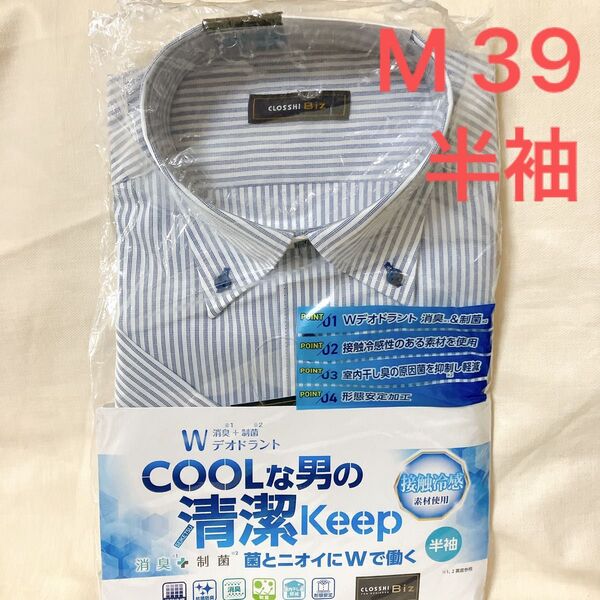 M 39
半袖
CLOSSHI Biz
POINT 01 Wデオドラント 消臭&制菌
POINT 02 接触冷感性のある素材を使用
POINT 03 室内干し臭の原因菌を抑制し軽減
POINT 04 形態安定加工
※1 ※2
W 消臭+制菌
デオドラント
COOLな男の
清潔Keep
接触冷感
素材使用
消臭※1+制菌※2 菌とニオイにWで働く
半袖
CLOSSHI Biz